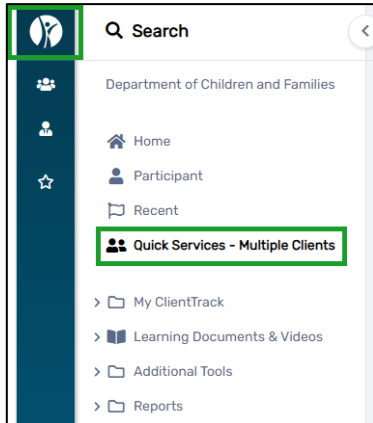 Search
Department of Children and Families
Home
Participant
Recent
Quick Services - Multiple Clients
My ClientTrack
Learning Documents & Videos
Additional Tools
Reports